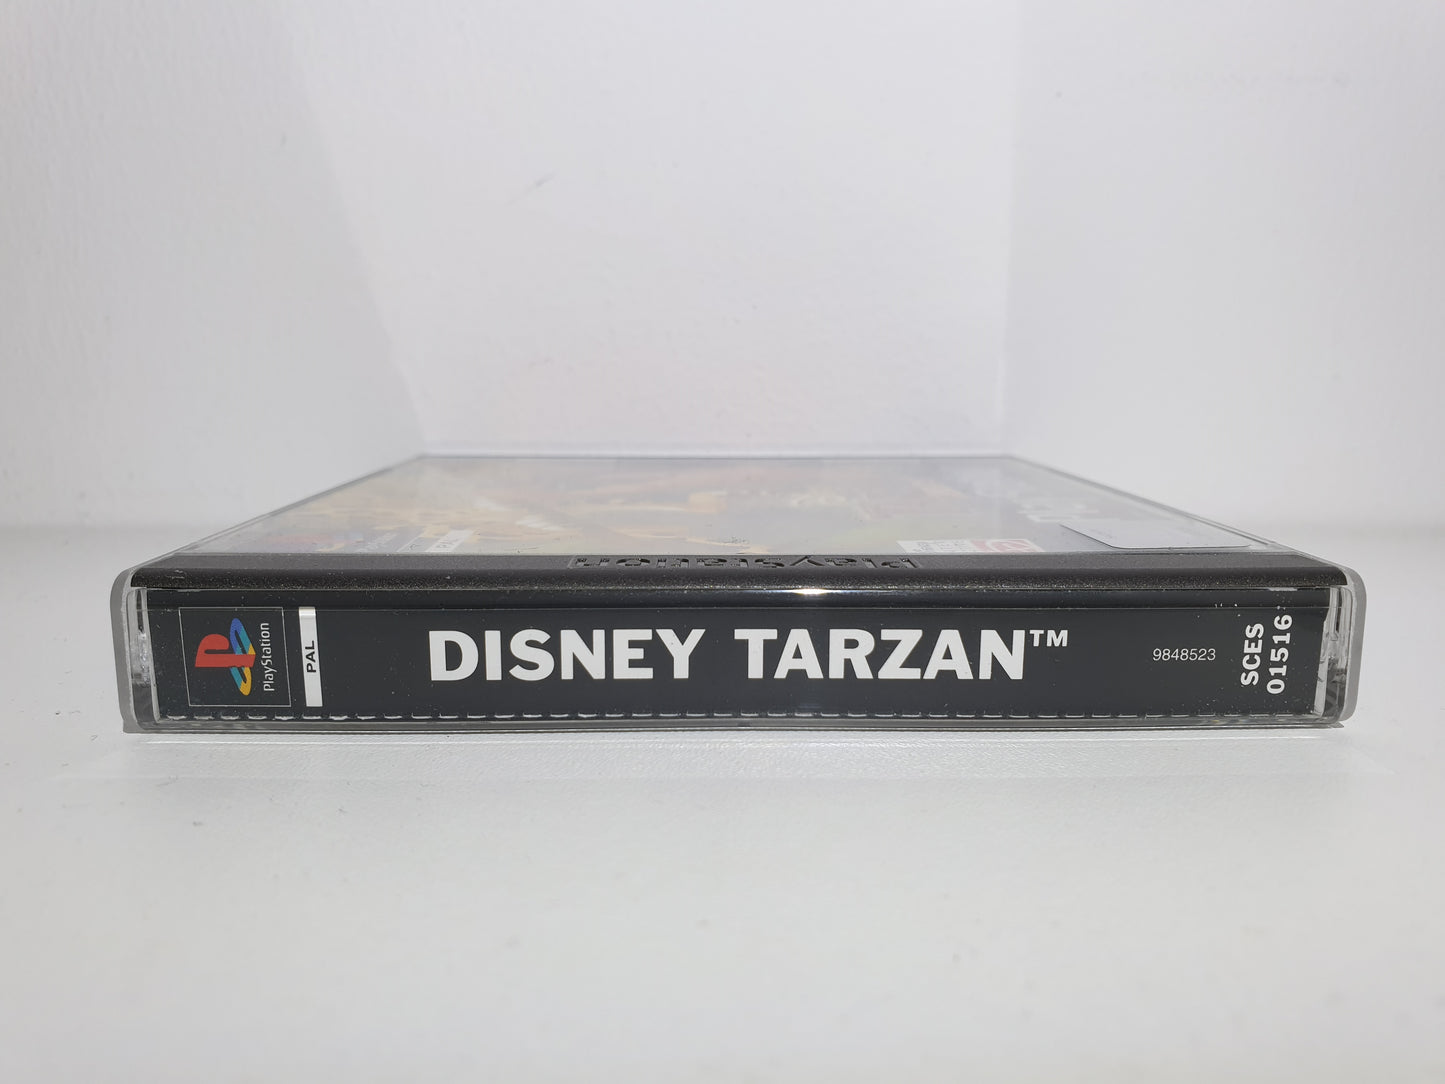 PlayStation
PlayStation
PAL
DISNEY TARZAN™
9848523
SCES
01516